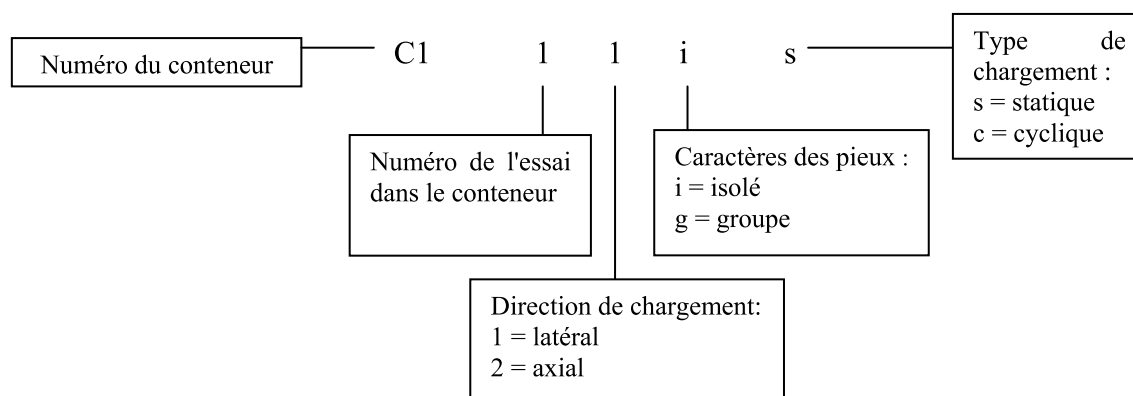 Numéro du conteneur
C1 1 1 i s
Type de
chargement :
s = statique
c = cyclique
Numéro de l'essai
dans le conteneur
Caractères des pieux :
i = isolé
g = groupe
Direction de chargement:
1 = latéral
2 = axial